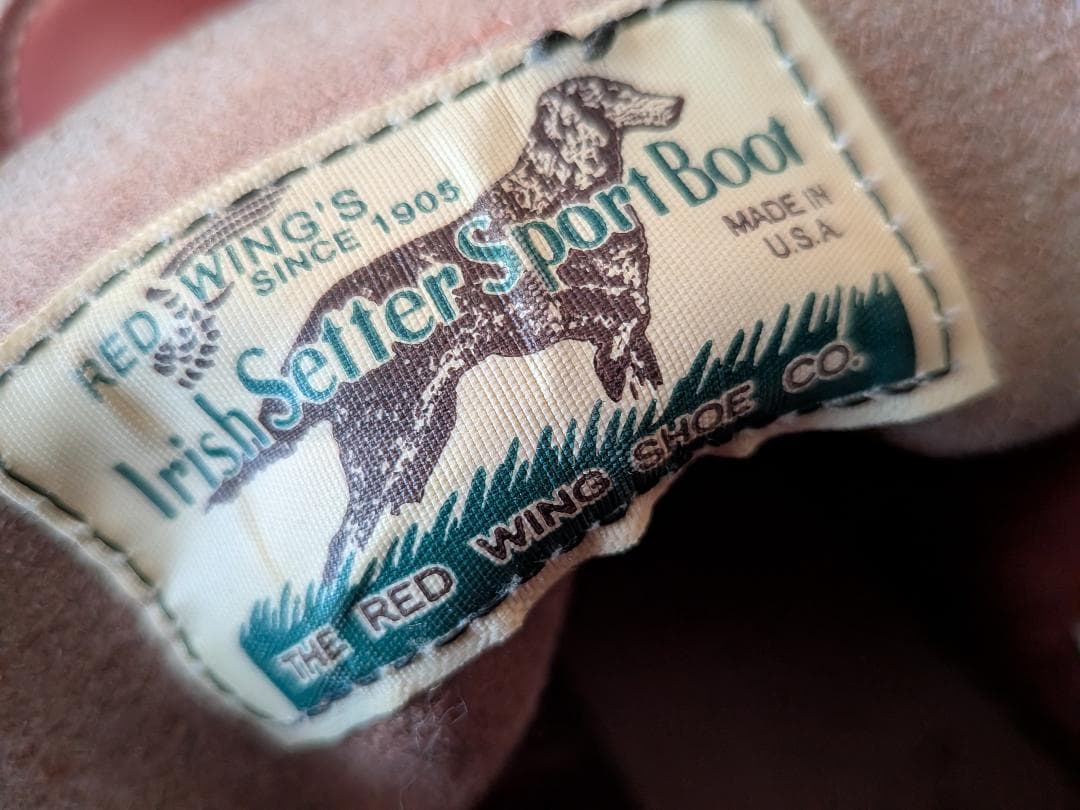 RED WING'S
SINCE 1905
Irish Setter Sport Boot
MADE IN
U.S.A
THE RED WING SHOE CO.